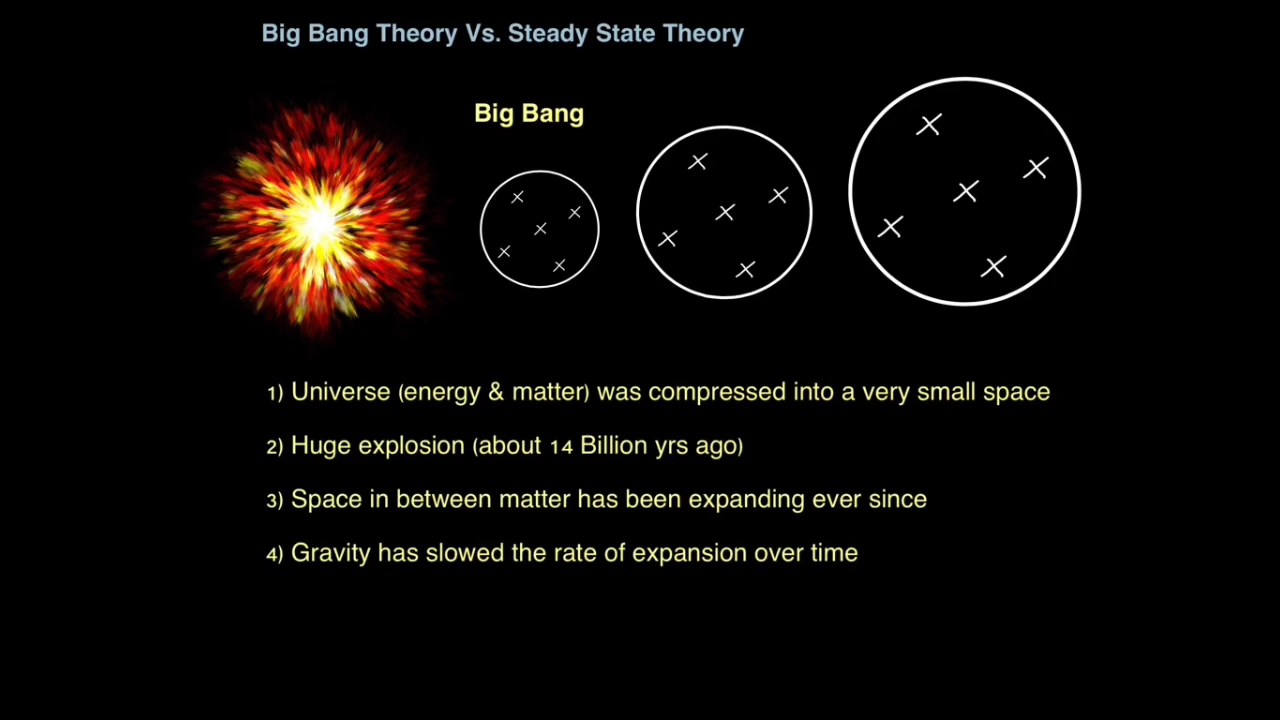 Big Bang Theory Vs. Steady State Theory
Big Bang
1) Universe (energy & matter) was compressed into a very small space
2) Huge explosion (about 14 Billion yrs ago)
3) Space in between matter has been expanding ever since
4) Gravity has slowed the rate of expansion over time